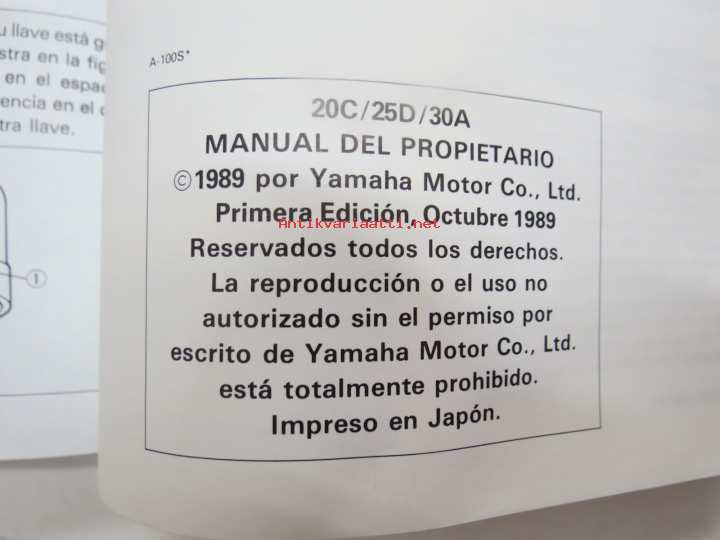 u llave está g
stra en la fig
en el espac
encia en el c
tra llave.
1
A-100S*
20C/25D/30A
MANUAL DEL PROPIETARIO
©1989 por Yamaha Motor Co., Ltd.
Primera Edición, Octubre 1989
Antikvariaatti.net
Reservados todos los derechos.
La reproducción o el uso no
autorizado sin el permiso por
escrito de Yamaha Motor Co., Ltd.
está totalmente prohibido.
Impreso en Japón.